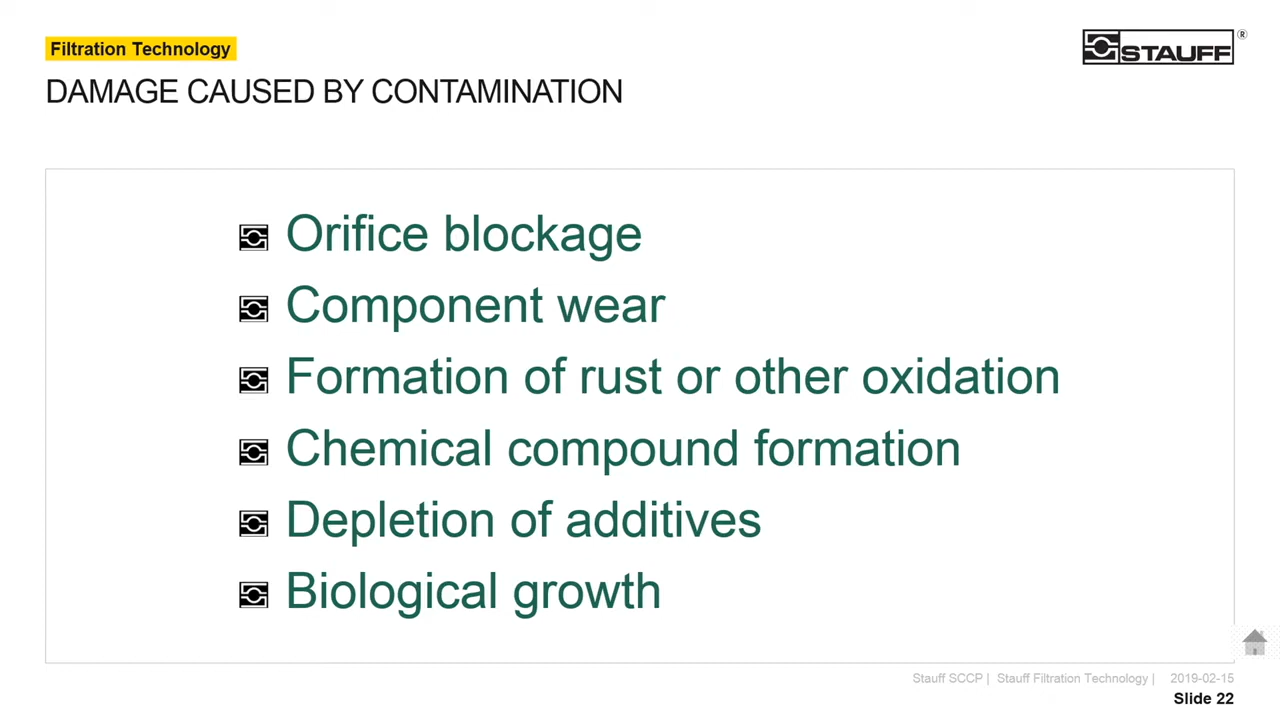 Filtration Technology
STAUFF®
DAMAGE CAUSED BY CONTAMINATION
Orifice blockage
Component wear
Formation of rust or other oxidation
Chemical compound formation
Depletion of additives
Biological growth
Stauff SCCP | Stauff Filtration Technology | 2019-02-15
Slide 22